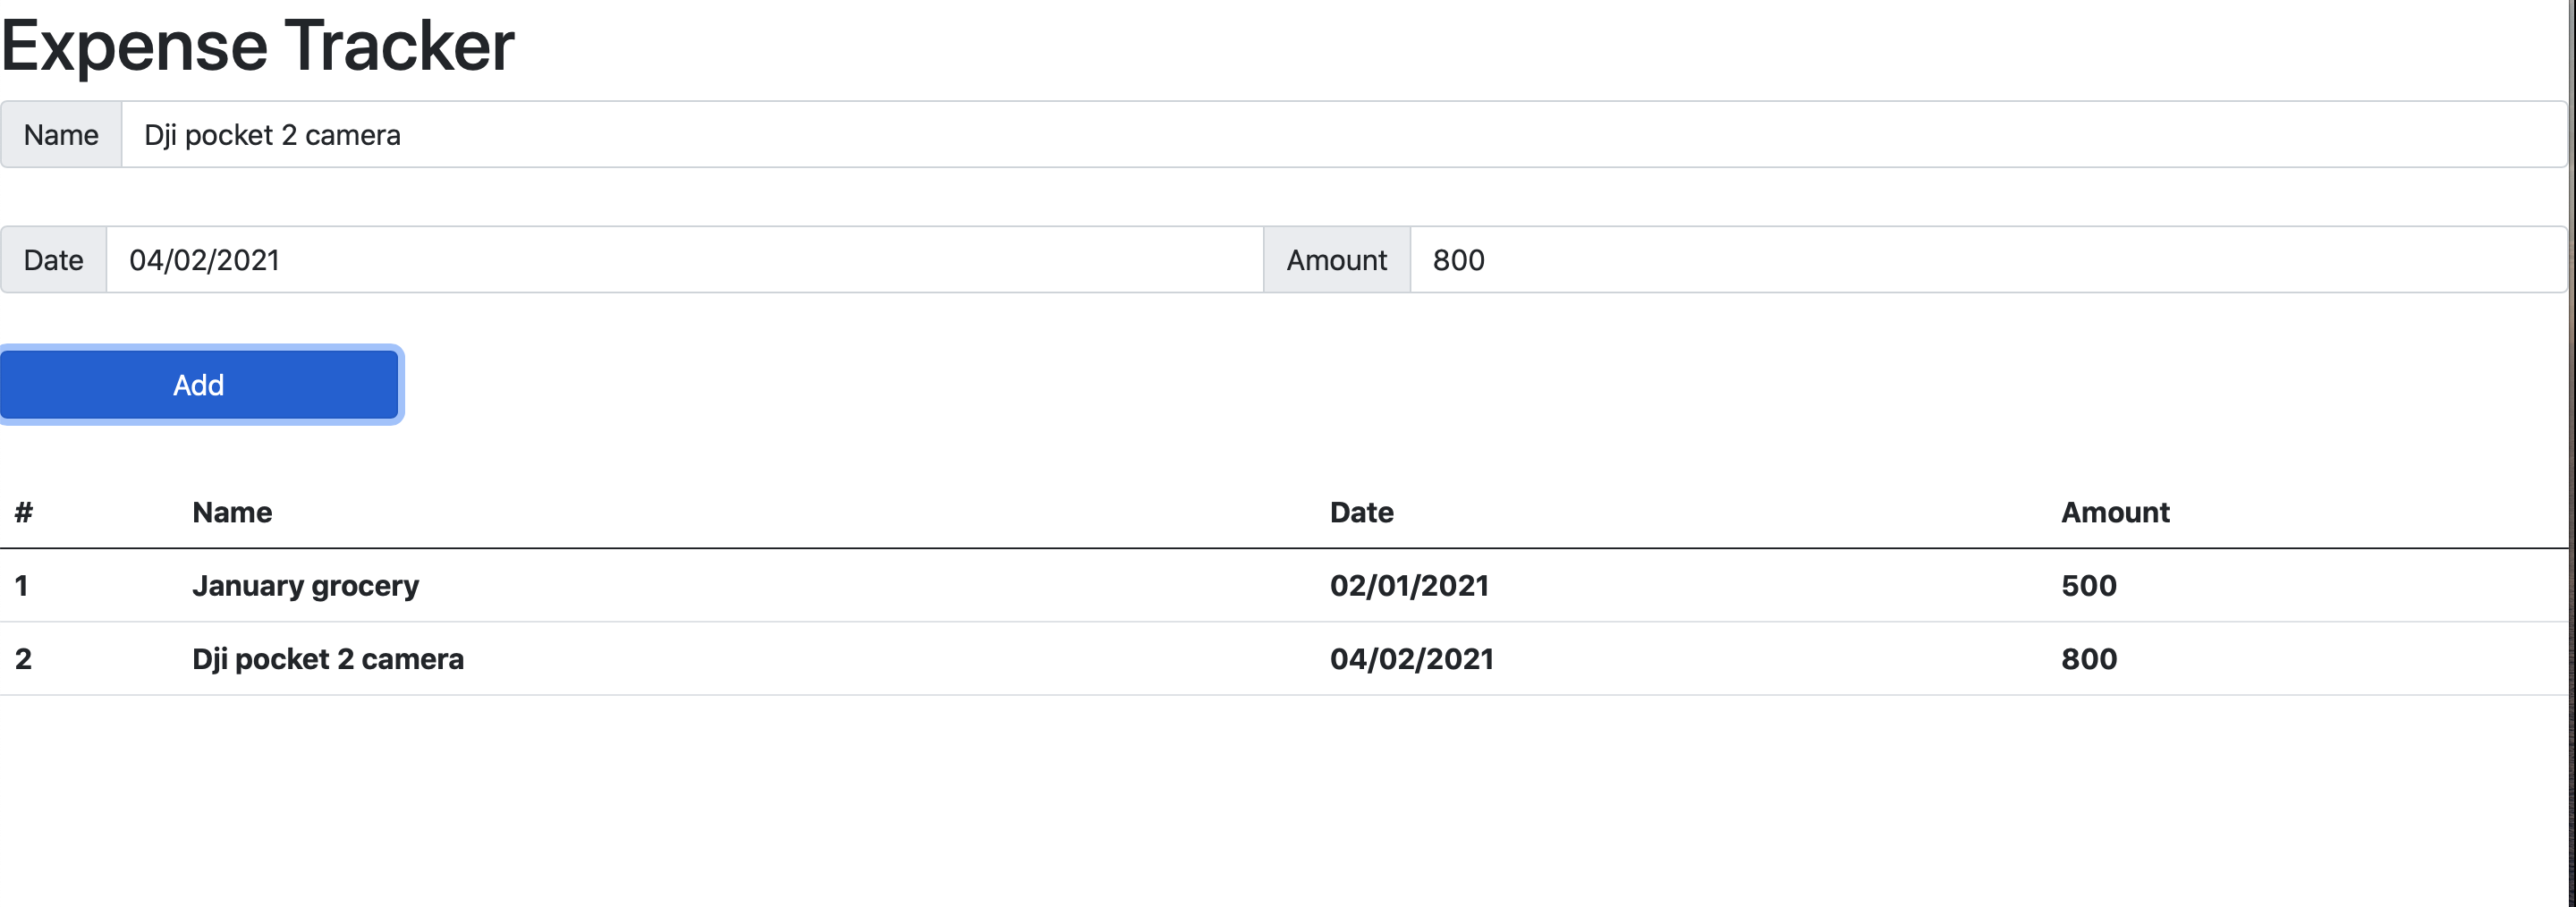 Expense Tracker
Name Dji pocket 2 camera
Date 04/02/2021 Amount 800
Add
# Name Date Amount
1 January grocery 02/01/2021 500
2 Dji pocket 2 camera 04/02/2021 800